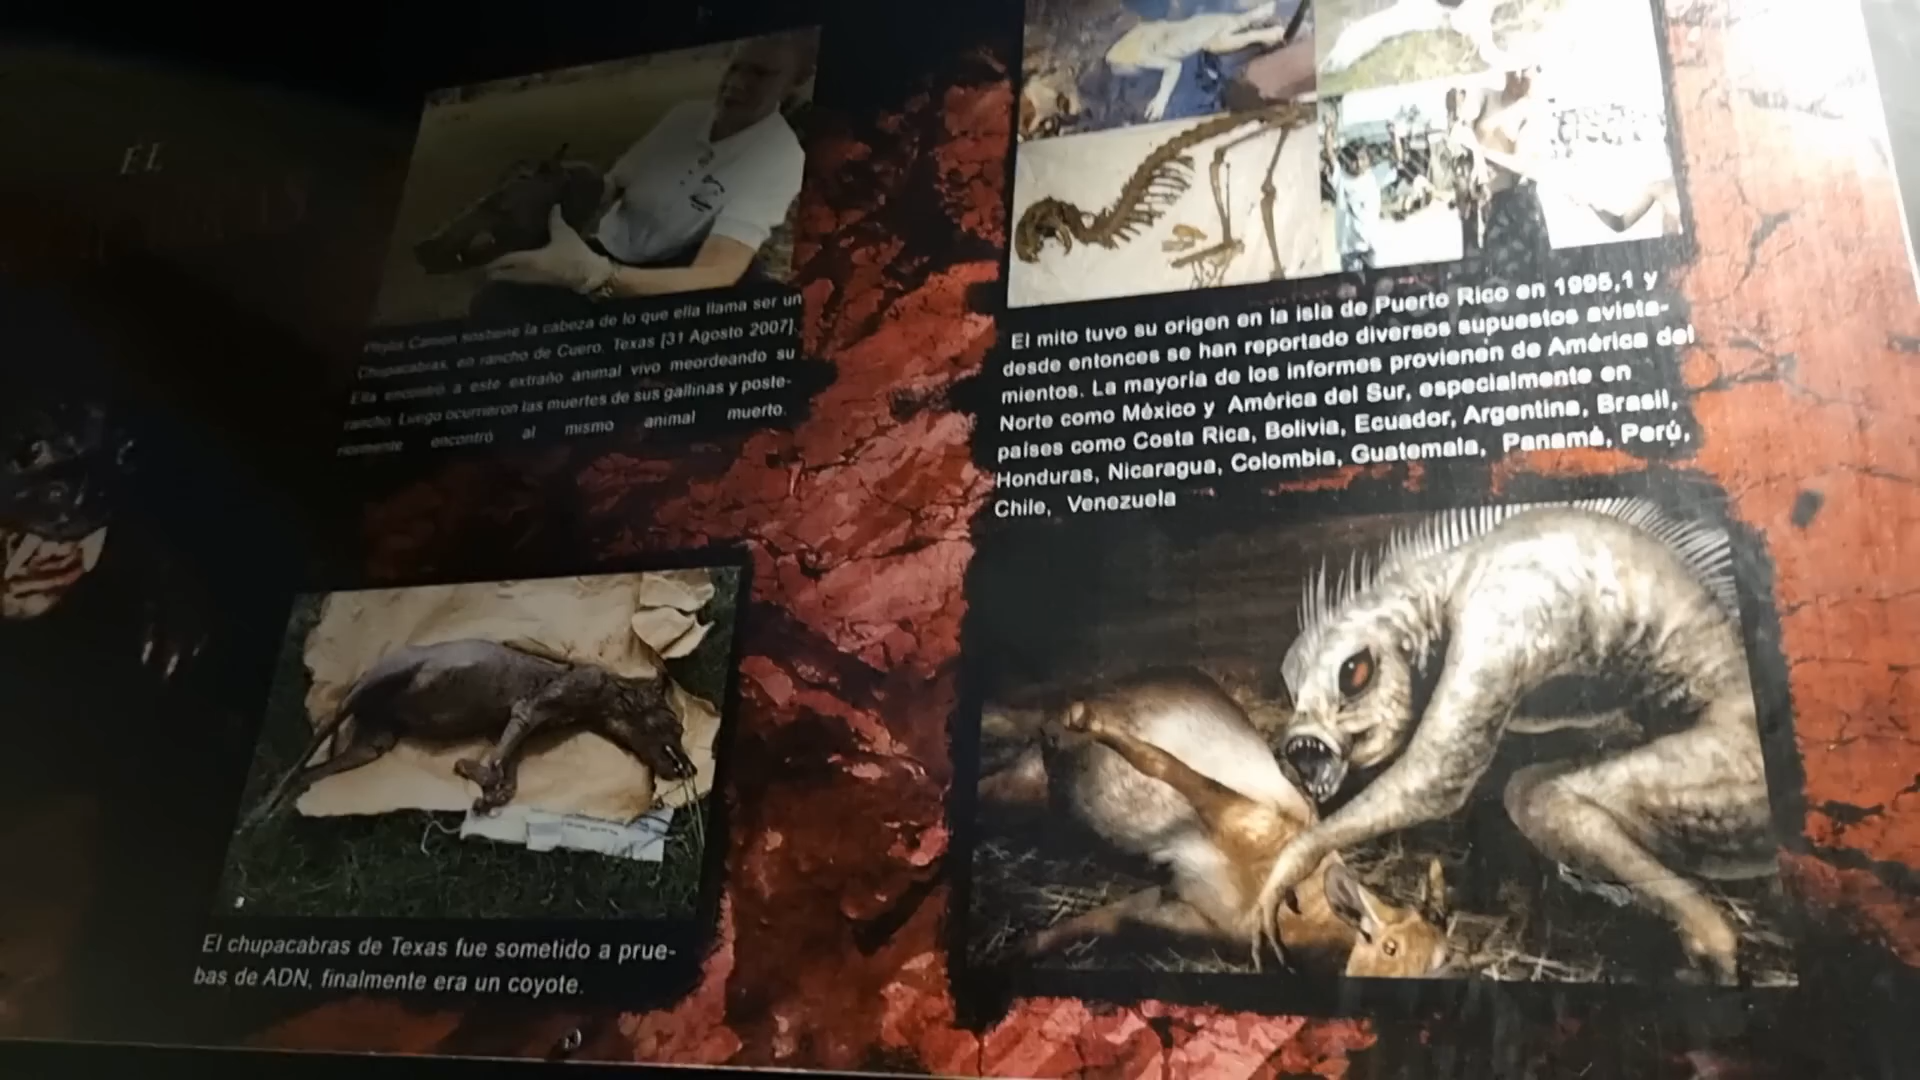 EL
Phylis Canion sostiene la cabeza de lo que ella llama ser un
Chupacabras, en rancho de Cuero, Texas [31 Agosto 2007].
Ella encontró a este extraño animal vivo meordeando su
rancho. Luego ocurrieron las muertes de sus gallinas y poste-
riormente encontró al mismo animal muerto.
3
El chupacabras de Texas fue sometido a prue-
bas de ADN, finalmente era un coyote.
El mito tuvo su origen en la isla de Puerto Rico en 1995,1 y
desde entonces se han reportado diversos supuestos avista-
mientos. La mayoría de los informes provienen de América del
Norte como México y América del Sur, especialmente en
países como Costa Rica, Bolivia, Ecuador, Argentina, Brasil,
Honduras, Nicaragua, Colombia, Guatemala, Panamá, Perú,
Chile, Venezuela